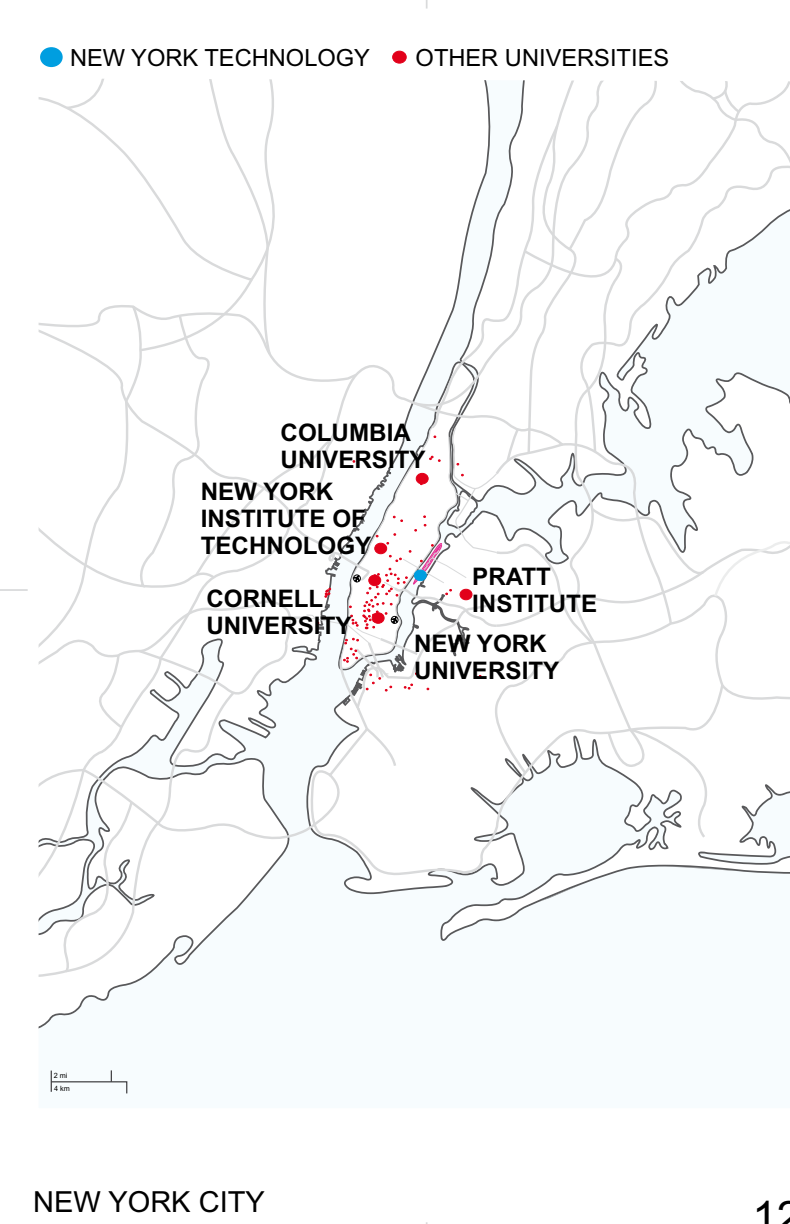 NEW YORK TECHNOLOGY OTHER UNIVERSITIES
COLUMBIA
UNIVERSITY
NEW YORK
INSTITUTE OF
TECHNOLOGY
PRATT
INSTITUTE
CORNELL
UNIVERSITY
NEW YORK
UNIVERSITY
2 mi
4 km
NEW YORK CITY
12